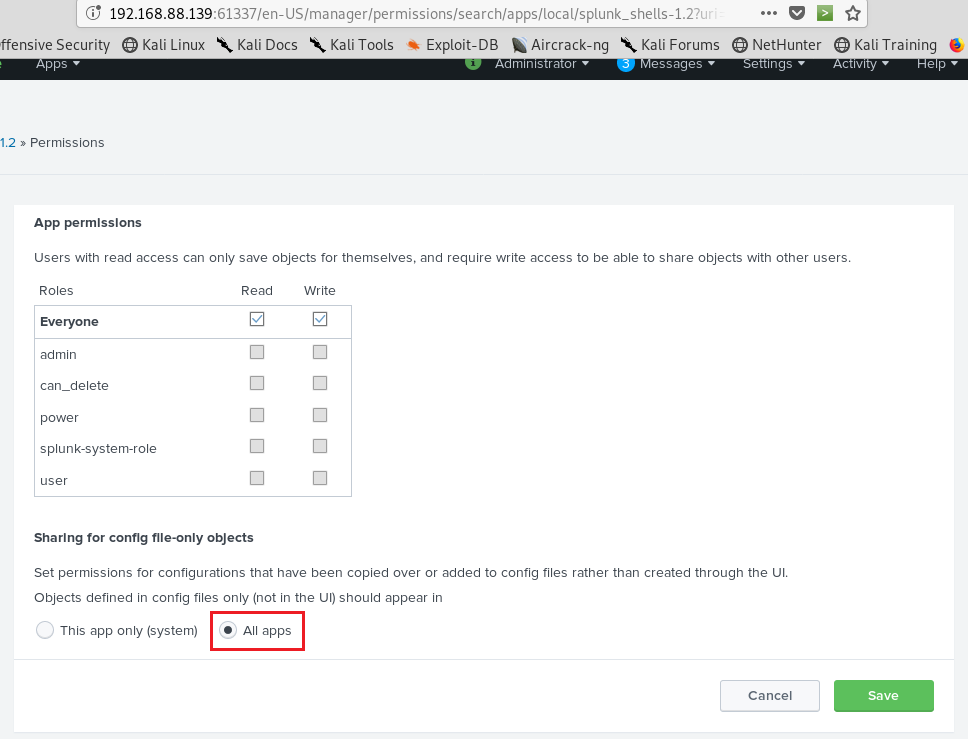 192.168.88.139:61337/en-US/manager/permissions/search/apps/local/splunk_shells-1.2?uri=
ffensive Security Kali Linux Kali Docs Kali Tools Exploit-DB Aircrack-ng Kali Forums NetHunter Kali Training
Apps i Administrator 3 Messages Settings Activity Help
1.2 » Permissions
App permissions
Users with read access can only save objects for themselves, and require write access to be able to share objects with other users.
Roles Read Write
Everyone
admin
can_delete
power
splunk-system-role
user
Sharing for config file-only objects
Set permissions for configurations that have been copied over or added to config files rather than created through the UI.
Objects defined in config files only (not in the UI) should appear in
This app only (system) All apps
Cancel Save